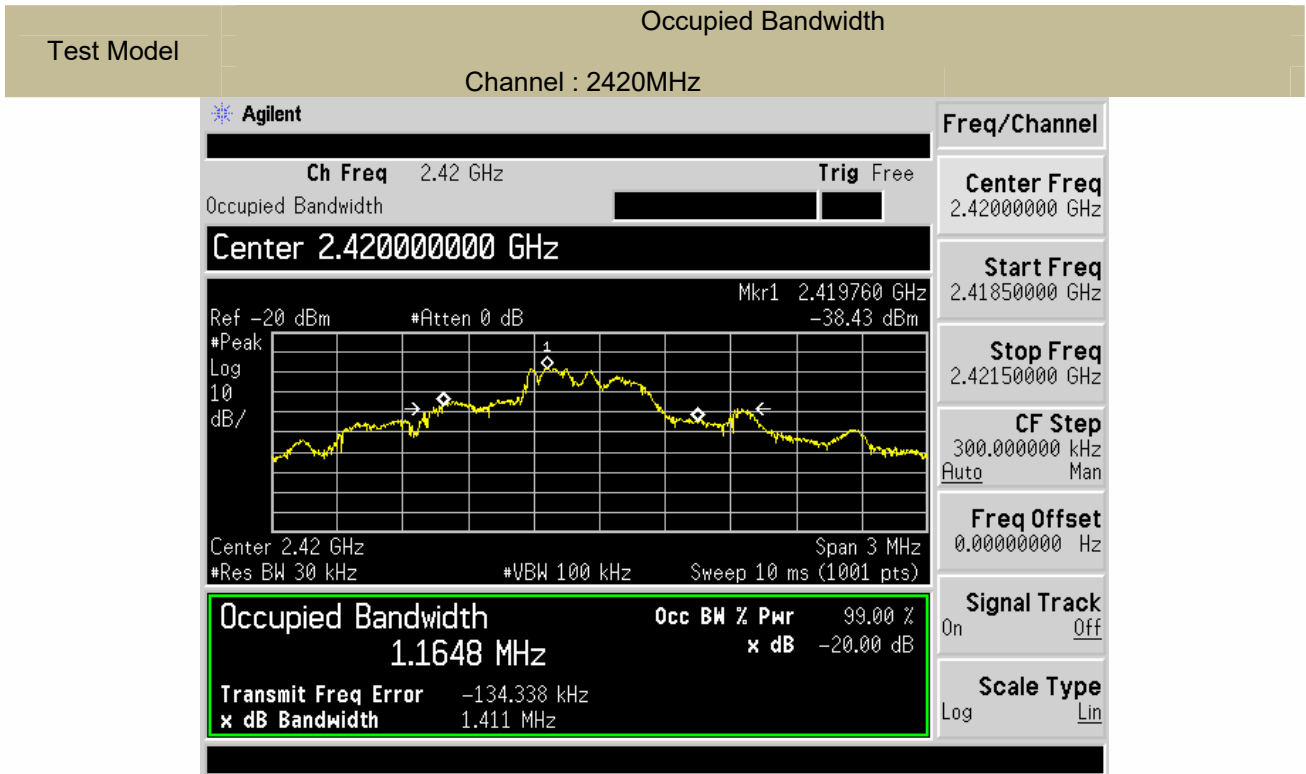 Occupied Bandwidth
Test Model
Channel : 2420MHz
Agilent
Freq/Channel
Ch Freq 2.42 GHz Trig Free
Occupied Bandwidth
Center 2.420000000 GHz
Mkr1 2.419760 GHz
Ref -20 dBm #Atten 0 dB -38.43 dBm
#Peak
Log
10
dB/
1
Center 2.42 GHz Span 3 MHz
#Res BW 30 kHz #VBW 100 kHz Sweep 10 ms (1001 pts)
Occupied Bandwidth Occ BW % Pwr 99.00 %
1.1648 MHz x dB -20.00 dB
Transmit Freq Error -134.338 kHz
x dB Bandwidth 1.411 MHz
Center Freq
2.42000000 GHz
Start Freq
2.41850000 GHz
Stop Freq
2.42150000 GHz
CF Step
300.000000 kHz
Auto Man
Freq Offset
0.00000000 Hz
Signal Track
On Off
Scale Type
Log Lin